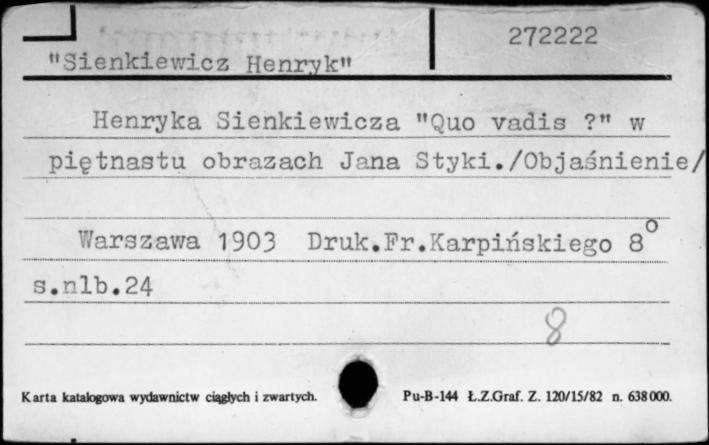 272222
"Sienkiewicz Henryk"
Henryka Sienkiewicza "Quo vadis ?" w
piętnastu obrazach Jana Styki./Objaśnienie/
Warszawa 1903 Druk.Fr.Karpińskiego 8°
s.nlb.24
8
Karta katalogowa wydawnictw ciągłych i zwartych. Pu-B-144 Ł.Z.Graf. Z. 120/15/82 n. 638000.